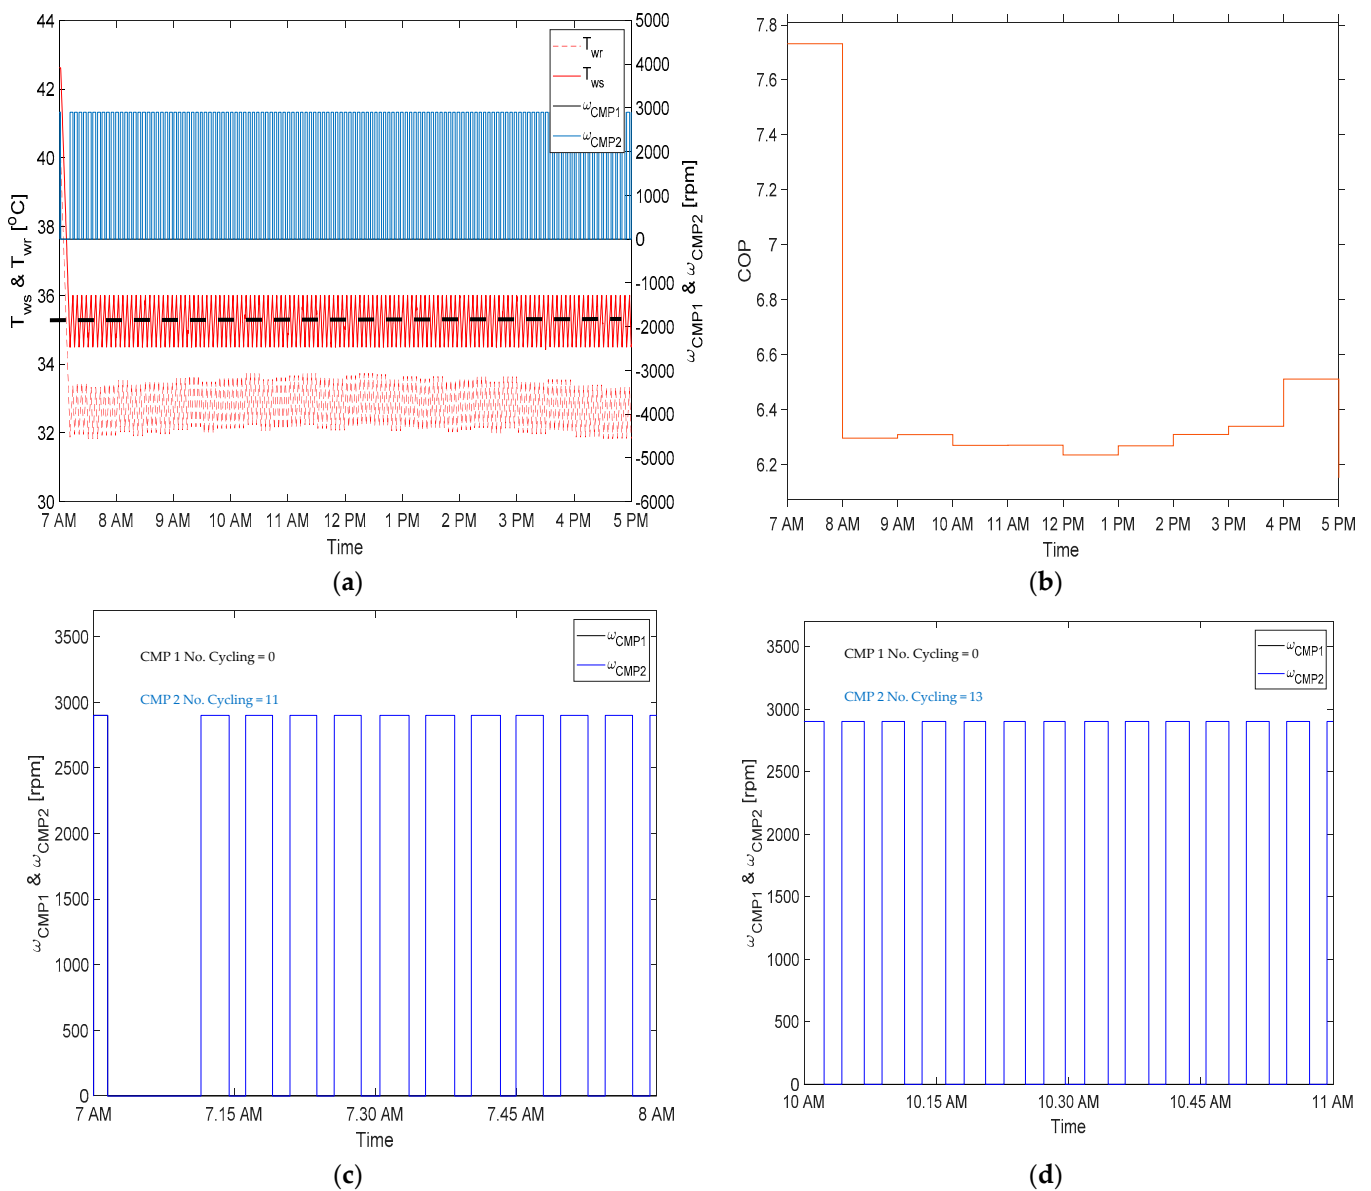 44
42
40
38
36
34
32
30
T_ws & T_wr [°C]
5000
4000
3000
2000
1000
0
-1000
-2000
-3000
-4000
-5000
-6000
ω_CMP1 & ω_CMP2 [rpm]
T_wr
T_ws
ω_CMP1
ω_CMP2
7 AM 8 AM 9 AM 10 AM 11 AM 12 PM 1 PM 2 PM 3 PM 4 PM 5 PM
Time
(a)
7.8
7.6
7.4
7.2
7
6.8
6.6
6.4
6.2
COP
7 AM 8 AM 9 AM 10 AM 11 AM 12 PM 1 PM 2 PM 3 PM 4 PM 5 PM
Time
(b)
3500
3000
2500
2000
1500
1000
500
0
ω_CMP1 & ω_CMP2 [rpm]
CMP 1 No. Cycling = 0
CMP 2 No. Cycling = 11
ω_CMP1
ω_CMP2
7 AM 7.15 AM 7.30 AM 7.45 AM 8 AM
Time
(c)
3500
3000
2500
2000
1500
1000
500
0
ω_CMP1 & ω_CMP2 [rpm]
CMP 1 No. Cycling = 0
CMP 2 No. Cycling = 13
ω_CMP1
ω_CMP2
10 AM 10.15 AM 10.30 AM 10.45 AM 11 AM
Time
(d)